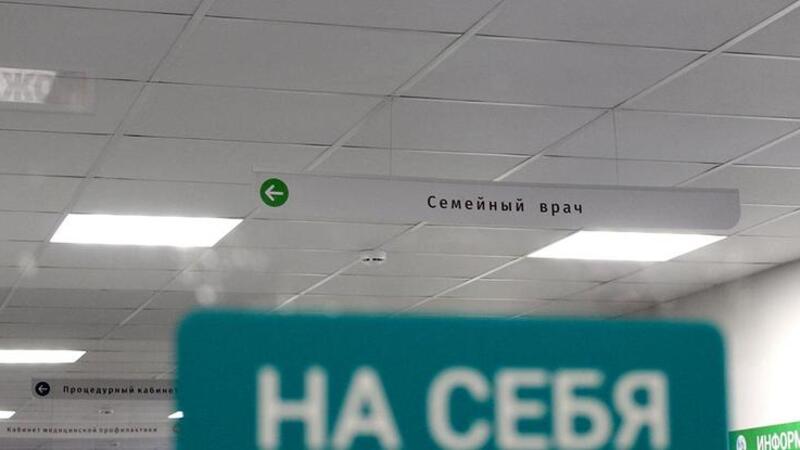 Семейный врач
НА СЕБЯ
Процедурный кабинет
Кабинет медицинской профилактики